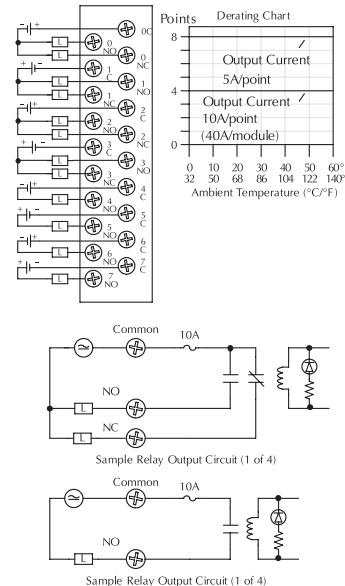 Points
Derating Chart
8
Output Current
5A/point
4
Output Current
10A/point
(40A/module)
0
0 10 20 30 40 50 60°
32 50 68 86 104 122 140°
Ambient Temperature (°C/°F)
- +
0C
L
0
NO
L
0
NC
+ -
1
C
L
1
NO
L
1
NC
- +
2
C
L
2
NO
L
2
NC
+ -
3
C
L
3
NO
L
3
NC
- +
4
C
L
4
NO
+ -
5
C
L
5
NO
- +
6
C
L
6
NO
+ -
7
C
L
7
NO
Common
10A
NO
L
NC
L
Sample Relay Output Circuit (1 of 4)
Common
10A
NO
L
Sample Relay Output Circuit (1 of 4)